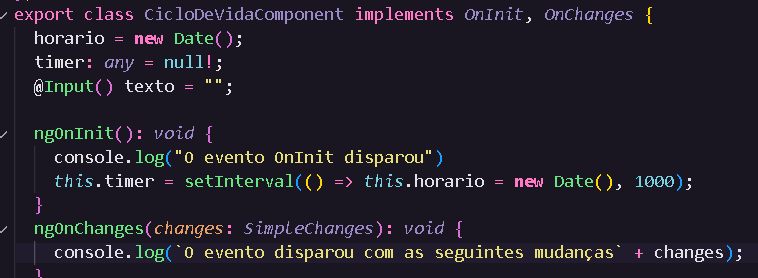 export class CicloDeVidaComponent implements OnInit, OnChanges {
horario = new Date();
timer: any = null!;
@Input() texto = "";
ngOnInit(): void {
console.log("O evento OnInit disparou")
this.timer = setInterval(() => this.horario = new Date(), 1000);
}
ngOnChanges(changes: SimpleChanges): void {
console.log(`O evento disparou com as seguintes mudanças` + changes);
}